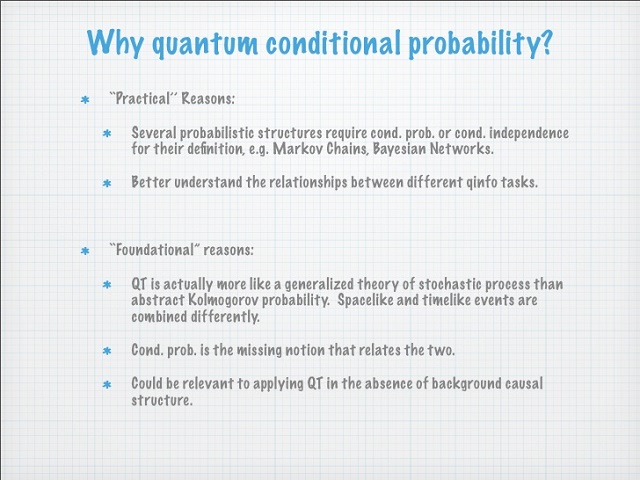 Why quantum conditional probability?
``Practical´´ Reasons:
Several probabilistic structures require cond. prob. or cond. independence
for their definition, e.g. Markov Chains, Bayesian Networks.
Better understand the relationships between different qinfo tasks.
``Foundational” reasons:
QT is actually more like a generalized theory of stochastic process than
abstract Kolmogorov probability. Spacelike and timelike events are
combined differently.
Cond. prob. is the missing notion that relates the two.
Could be relevant to applying QT in the absence of background causal
structure.